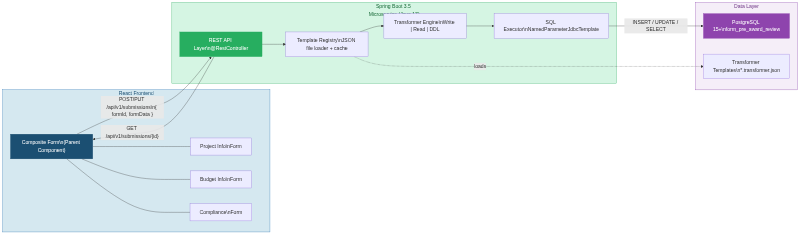 Spring Boot 3.5
REST API
Layer\n@RestController
Template Registry\nJSON
file loader + cache
Transformer Engine\nWrite
| Read | DDL
SQL
Executor\nNamedParameterJdbcTemplate
INSERT / UPDATE /
SELECT
loads
Data Layer
PostgreSQL
15+\ninform_pre_award_review
Transformer
Templates\n*.transformer.json
React Frontend
POST/PUT
/api/v1/submissions\n{
formId, formData }
GET
/api/v1/submissions/{id}
Composite Form\n(Parent
Component)
Project Info\nForm
Budget Info\nForm
Compliance\nForm